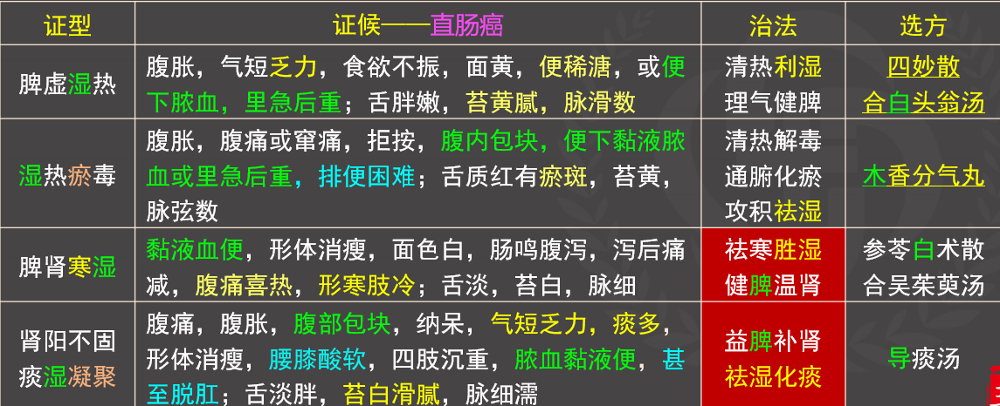 证型 证候——直肠癌 治法 选方
脾虚湿热
腹胀，气短乏力，食欲不振，面黄，便稀溏，或便
下脓血，里急后重；舌胖嫩，苔黄腻，脉滑数
清热利湿
理气健脾
四妙散
合白头翁汤
湿热瘀毒
腹胀，腹痛或窜痛，拒按，腹内包块，便下黏液脓
血或里急后重，排便困难；舌质红有瘀斑，苔黄，
脉弦数
清热解毒
通腑化瘀
攻积祛湿
木香分气丸
脾肾寒湿
黏液血便，形体消瘦，面色白，肠鸣腹泻，泻后痛
减，腹痛喜热，形寒肢冷；舌淡，苔白，脉细
祛寒胜湿
健脾温肾
参苓白术散
合吴茱萸汤
肾阳不固
痰湿凝聚
腹痛，腹胀，腹部包块，纳呆，气短乏力，痰多，
形体消瘦，腰膝酸软，四肢沉重，脓血黏液便，甚
至脱肛；舌淡胖，苔白滑腻，脉细濡
益脾补肾
祛湿化痰
导痰汤